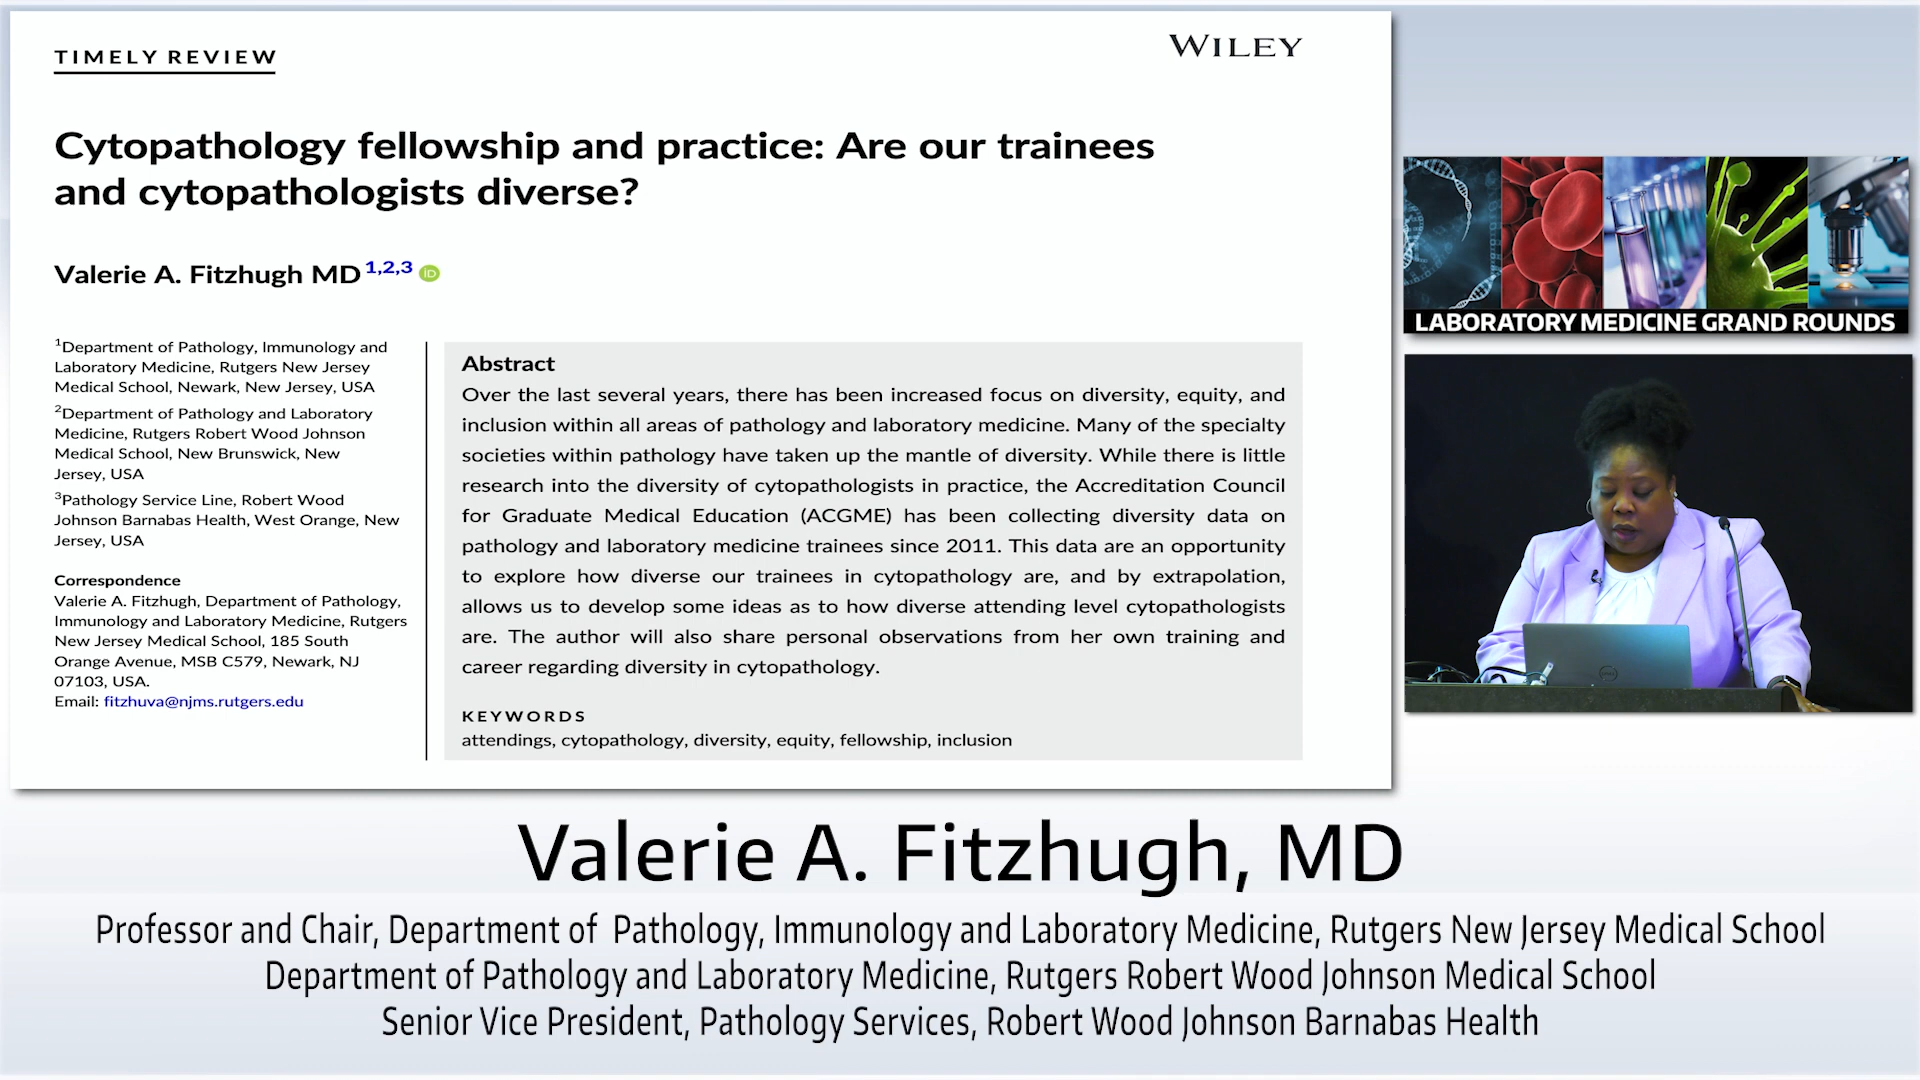 TIMELY REVIEW
WILEY
Cytopathology fellowship and practice: Are our trainees
and cytopathologists diverse?
Valerie A. Fitzhugh MD 1,2,3 iD
1Department of Pathology, Immunology and
Laboratory Medicine, Rutgers New Jersey
Medical School, Newark, New Jersey, USA
2Department of Pathology and Laboratory
Medicine, Rutgers Robert Wood Johnson
Medical School, New Brunswick, New
Jersey, USA
3Pathology Service Line, Robert Wood
Johnson Barnabas Health, West Orange, New
Jersey, USA
Correspondence
Valerie A. Fitzhugh, Department of Pathology,
Immunology and Laboratory Medicine, Rutgers
New Jersey Medical School, 185 South
Orange Avenue, MSB C579, Newark, NJ
07103, USA.
Email: fitzhuva@njms.rutgers.edu
Abstract
Over the last several years, there has been increased focus on diversity, equity, and
inclusion within all areas of pathology and laboratory medicine. Many of the specialty
societies within pathology have taken up the mantle of diversity. While there is little
research into the diversity of cytopathologists in practice, the Accreditation Council
for Graduate Medical Education (ACGME) has been collecting diversity data on
pathology and laboratory medicine trainees since 2011. This data are an opportunity
to explore how diverse our trainees in cytopathology are, and by extrapolation,
allows us to develop some ideas as to how diverse attending level cytopathologists
are. The author will also share personal observations from her own training and
career regarding diversity in cytopathology.
KEYWORDS
attendings, cytopathology, diversity, equity, fellowship, inclusion
LABORATORY MEDICINE GRAND ROUNDS
DELL
Valerie A. Fitzhugh, MD
Professor and Chair, Department of  Pathology, Immunology and Laboratory Medicine, Rutgers New Jersey Medical School
Department of Pathology and Laboratory Medicine, Rutgers Robert Wood Johnson Medical School
Senior Vice President, Pathology Services, Robert Wood Johnson Barnabas Health